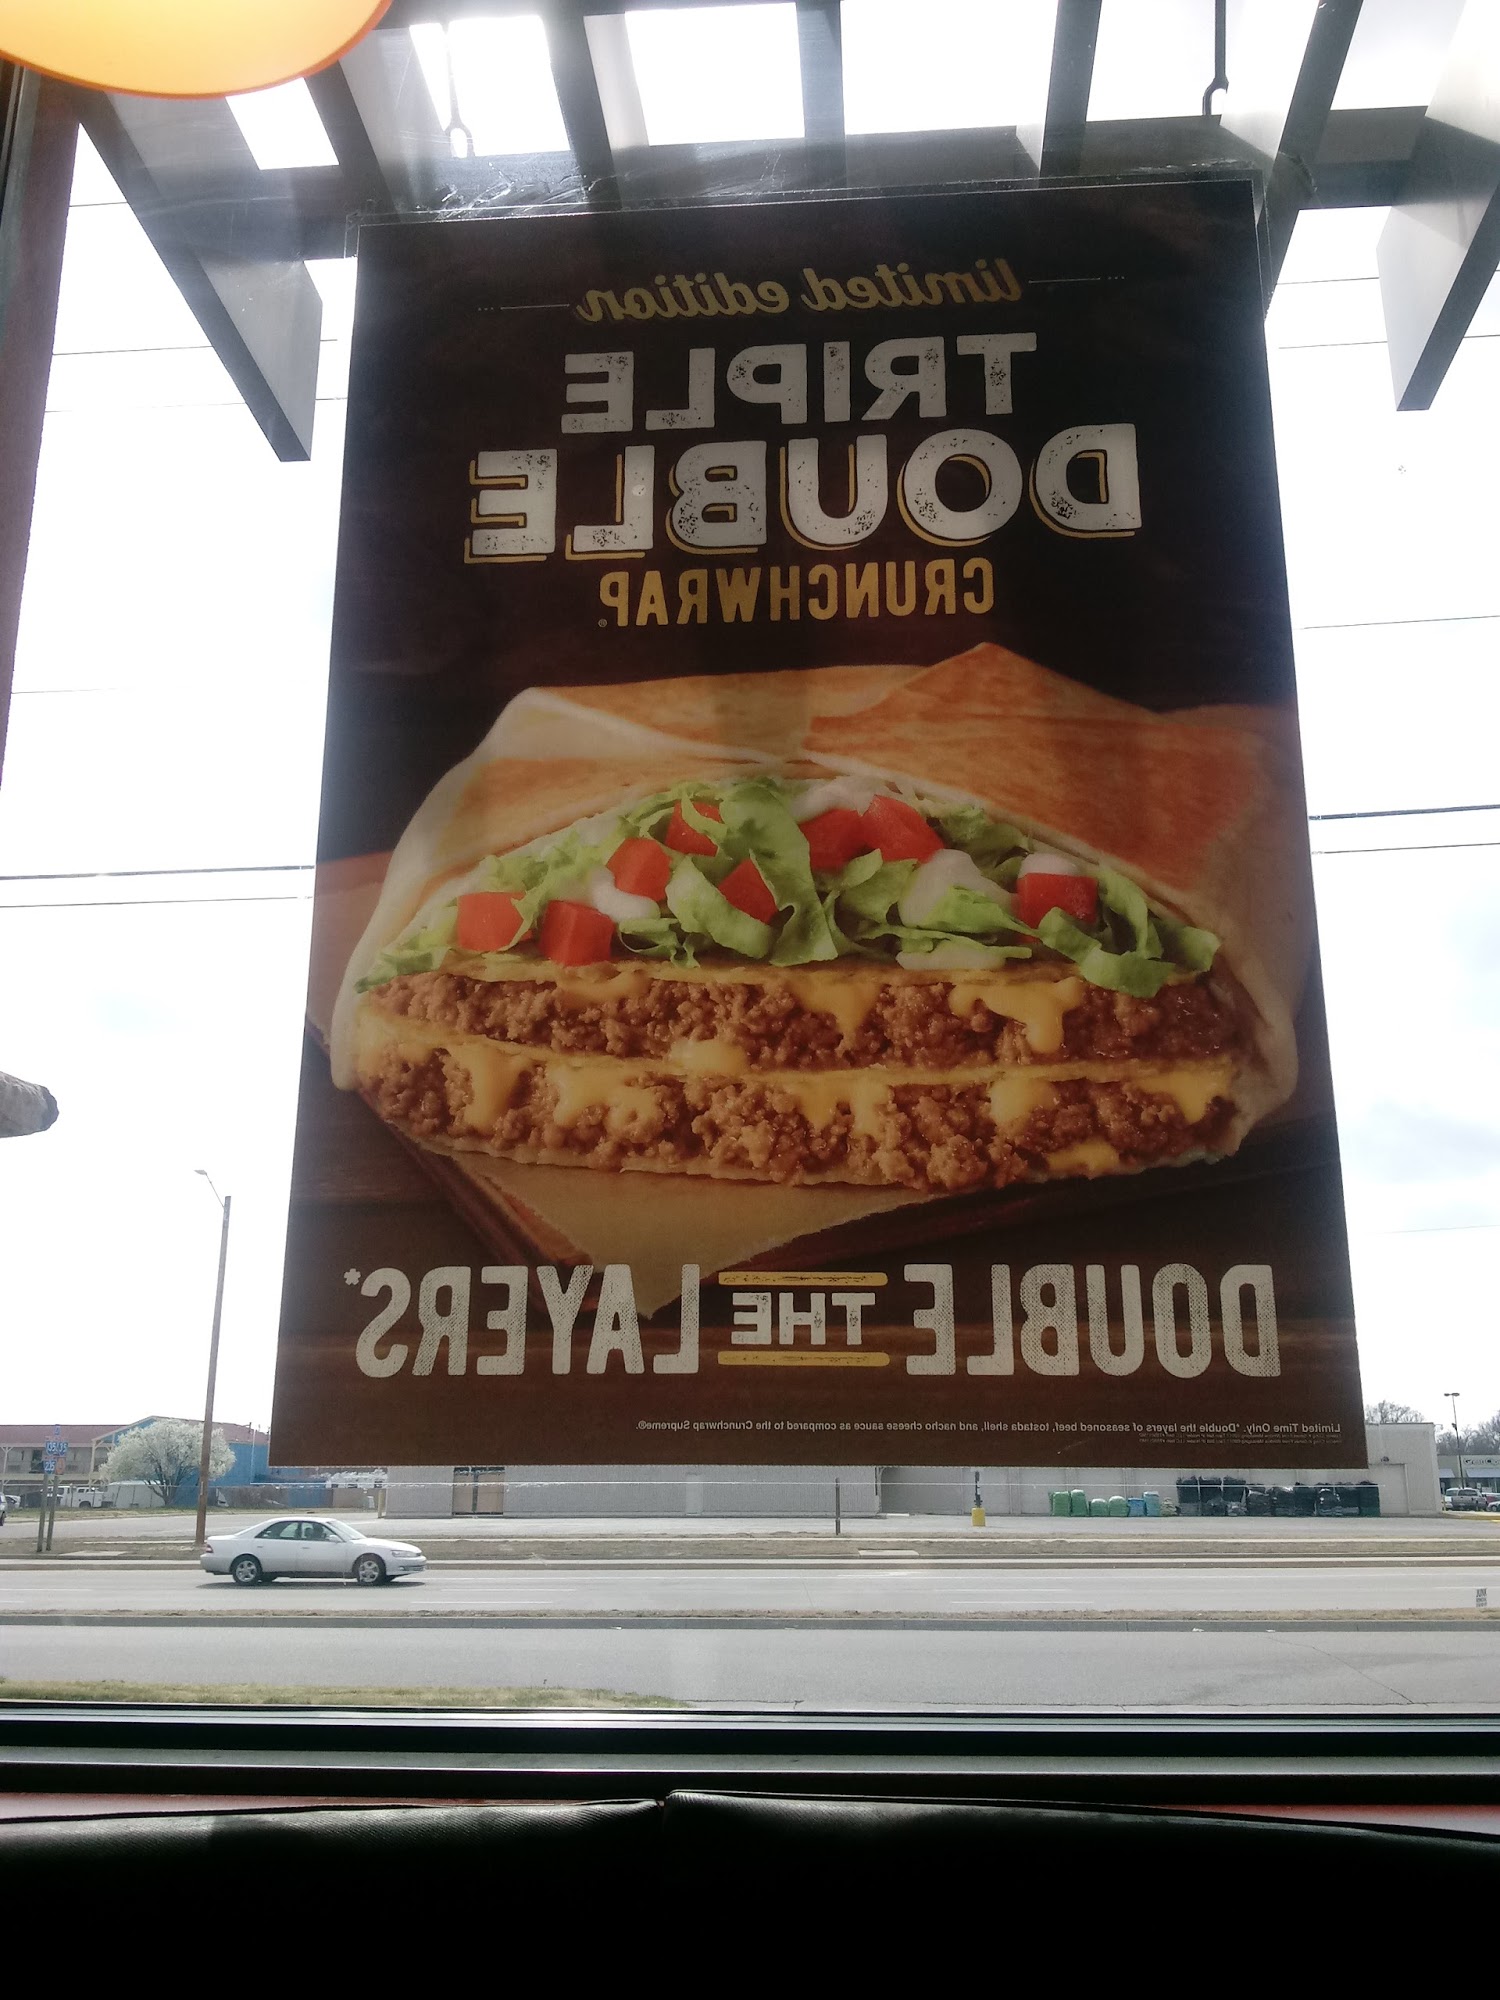 limited edition
TRIPLE
DOUBLE
CRUNCHWRAP®
DOUBLE THE LAYERS*
Limited Time Only. *Double the layers of seasoned beef, tostada shell, and nacho cheese sauce as compared to the Crunchwrap Supreme®.